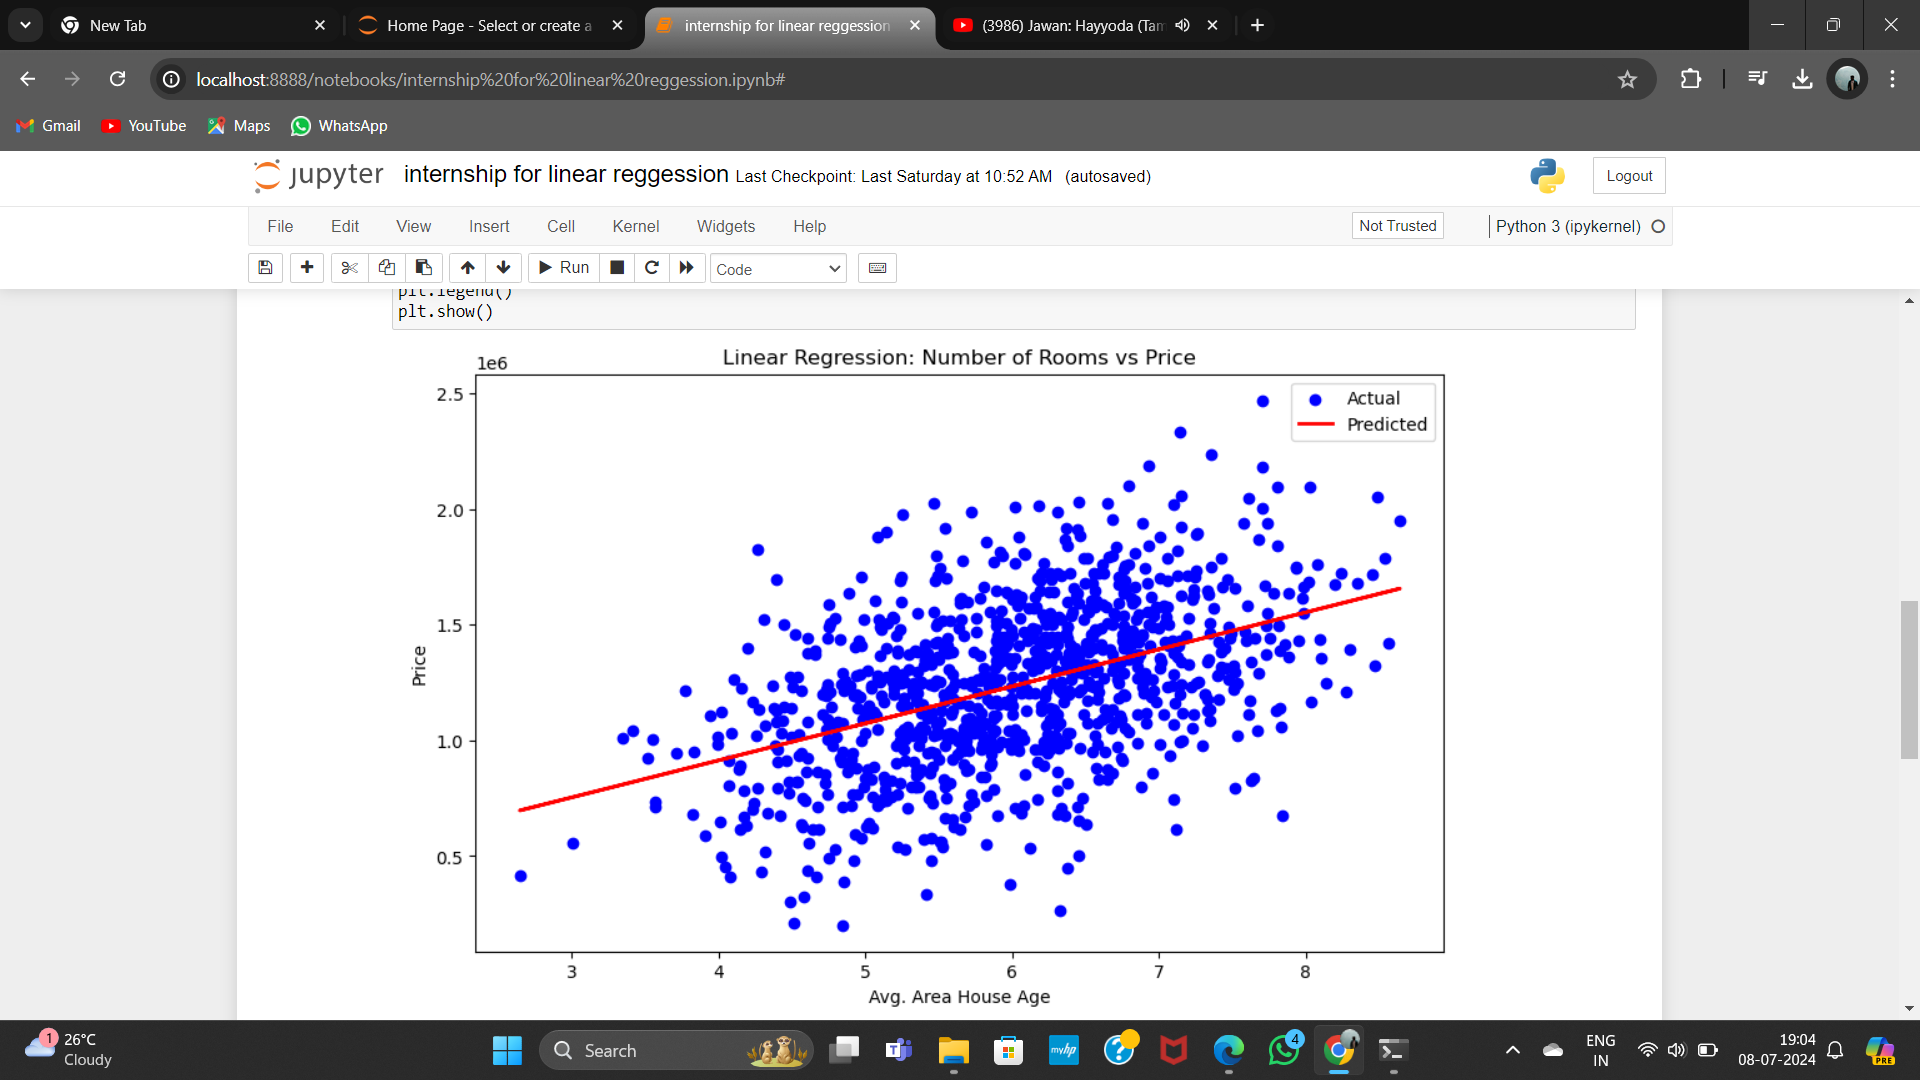 New Tab
Home Page - Select or create a
internship for linear reggession
(3986) Jawan: Hayyoda (Tam
localhost:8888/notebooks/internship%20for%20linear%20reggession.ipynb#
Gmail
YouTube
Maps
WhatsApp
jupyter internship for linear reggession Last Checkpoint: Last Saturday at 10:52 AM (autosaved)
Logout
File Edit View Insert Cell Kernel Widgets Help
Not Trusted
Python 3 (ipykernel)
Run
Code
plt.legend()
plt.show()
Linear Regression: Number of Rooms vs Price
1e6
Actual
Predicted
2.5
2.0
1.5
1.0
0.5
Price
3 4 5 6 7 8
Avg. Area House Age
1
26°C
Cloudy
Search
myhp
4
ENG
IN
19:04
08-07-2024
PRE